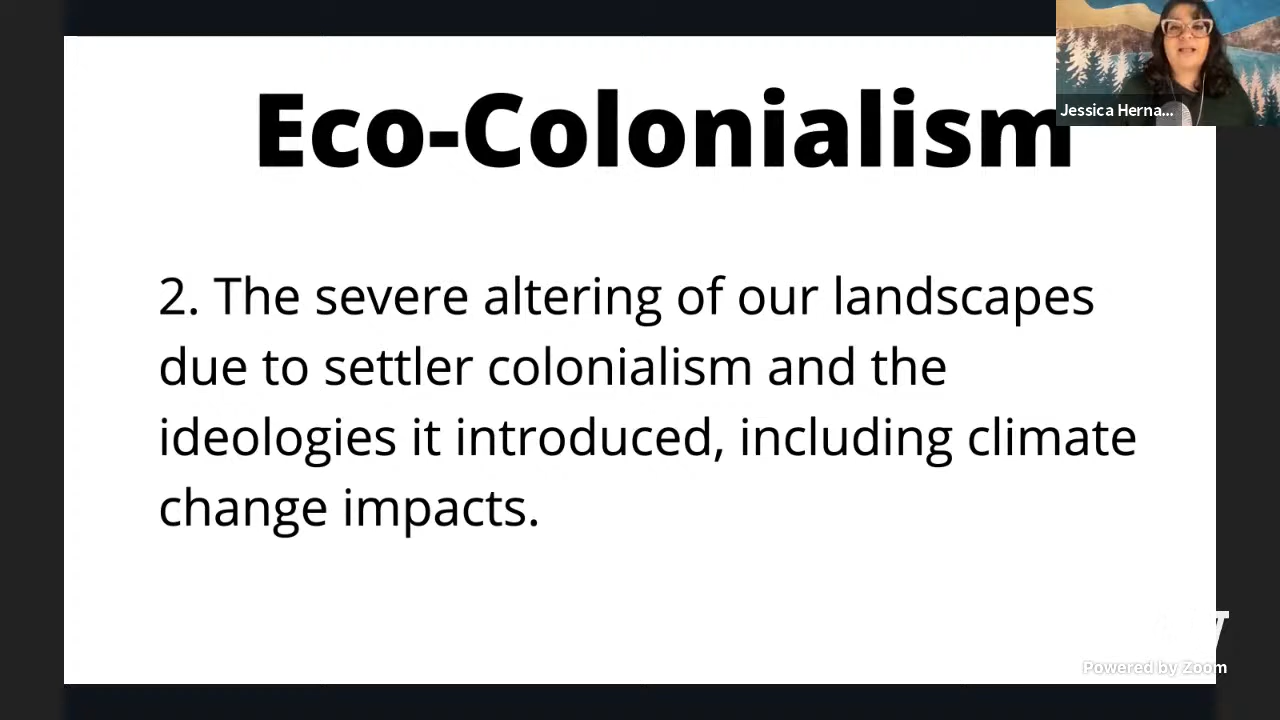 Eco-Colonialism
Jessica Herna...
2. The severe altering of our landscapes
due to settler colonialism and the
ideologies it introduced, including climate
change impacts.
Powered by Zoom